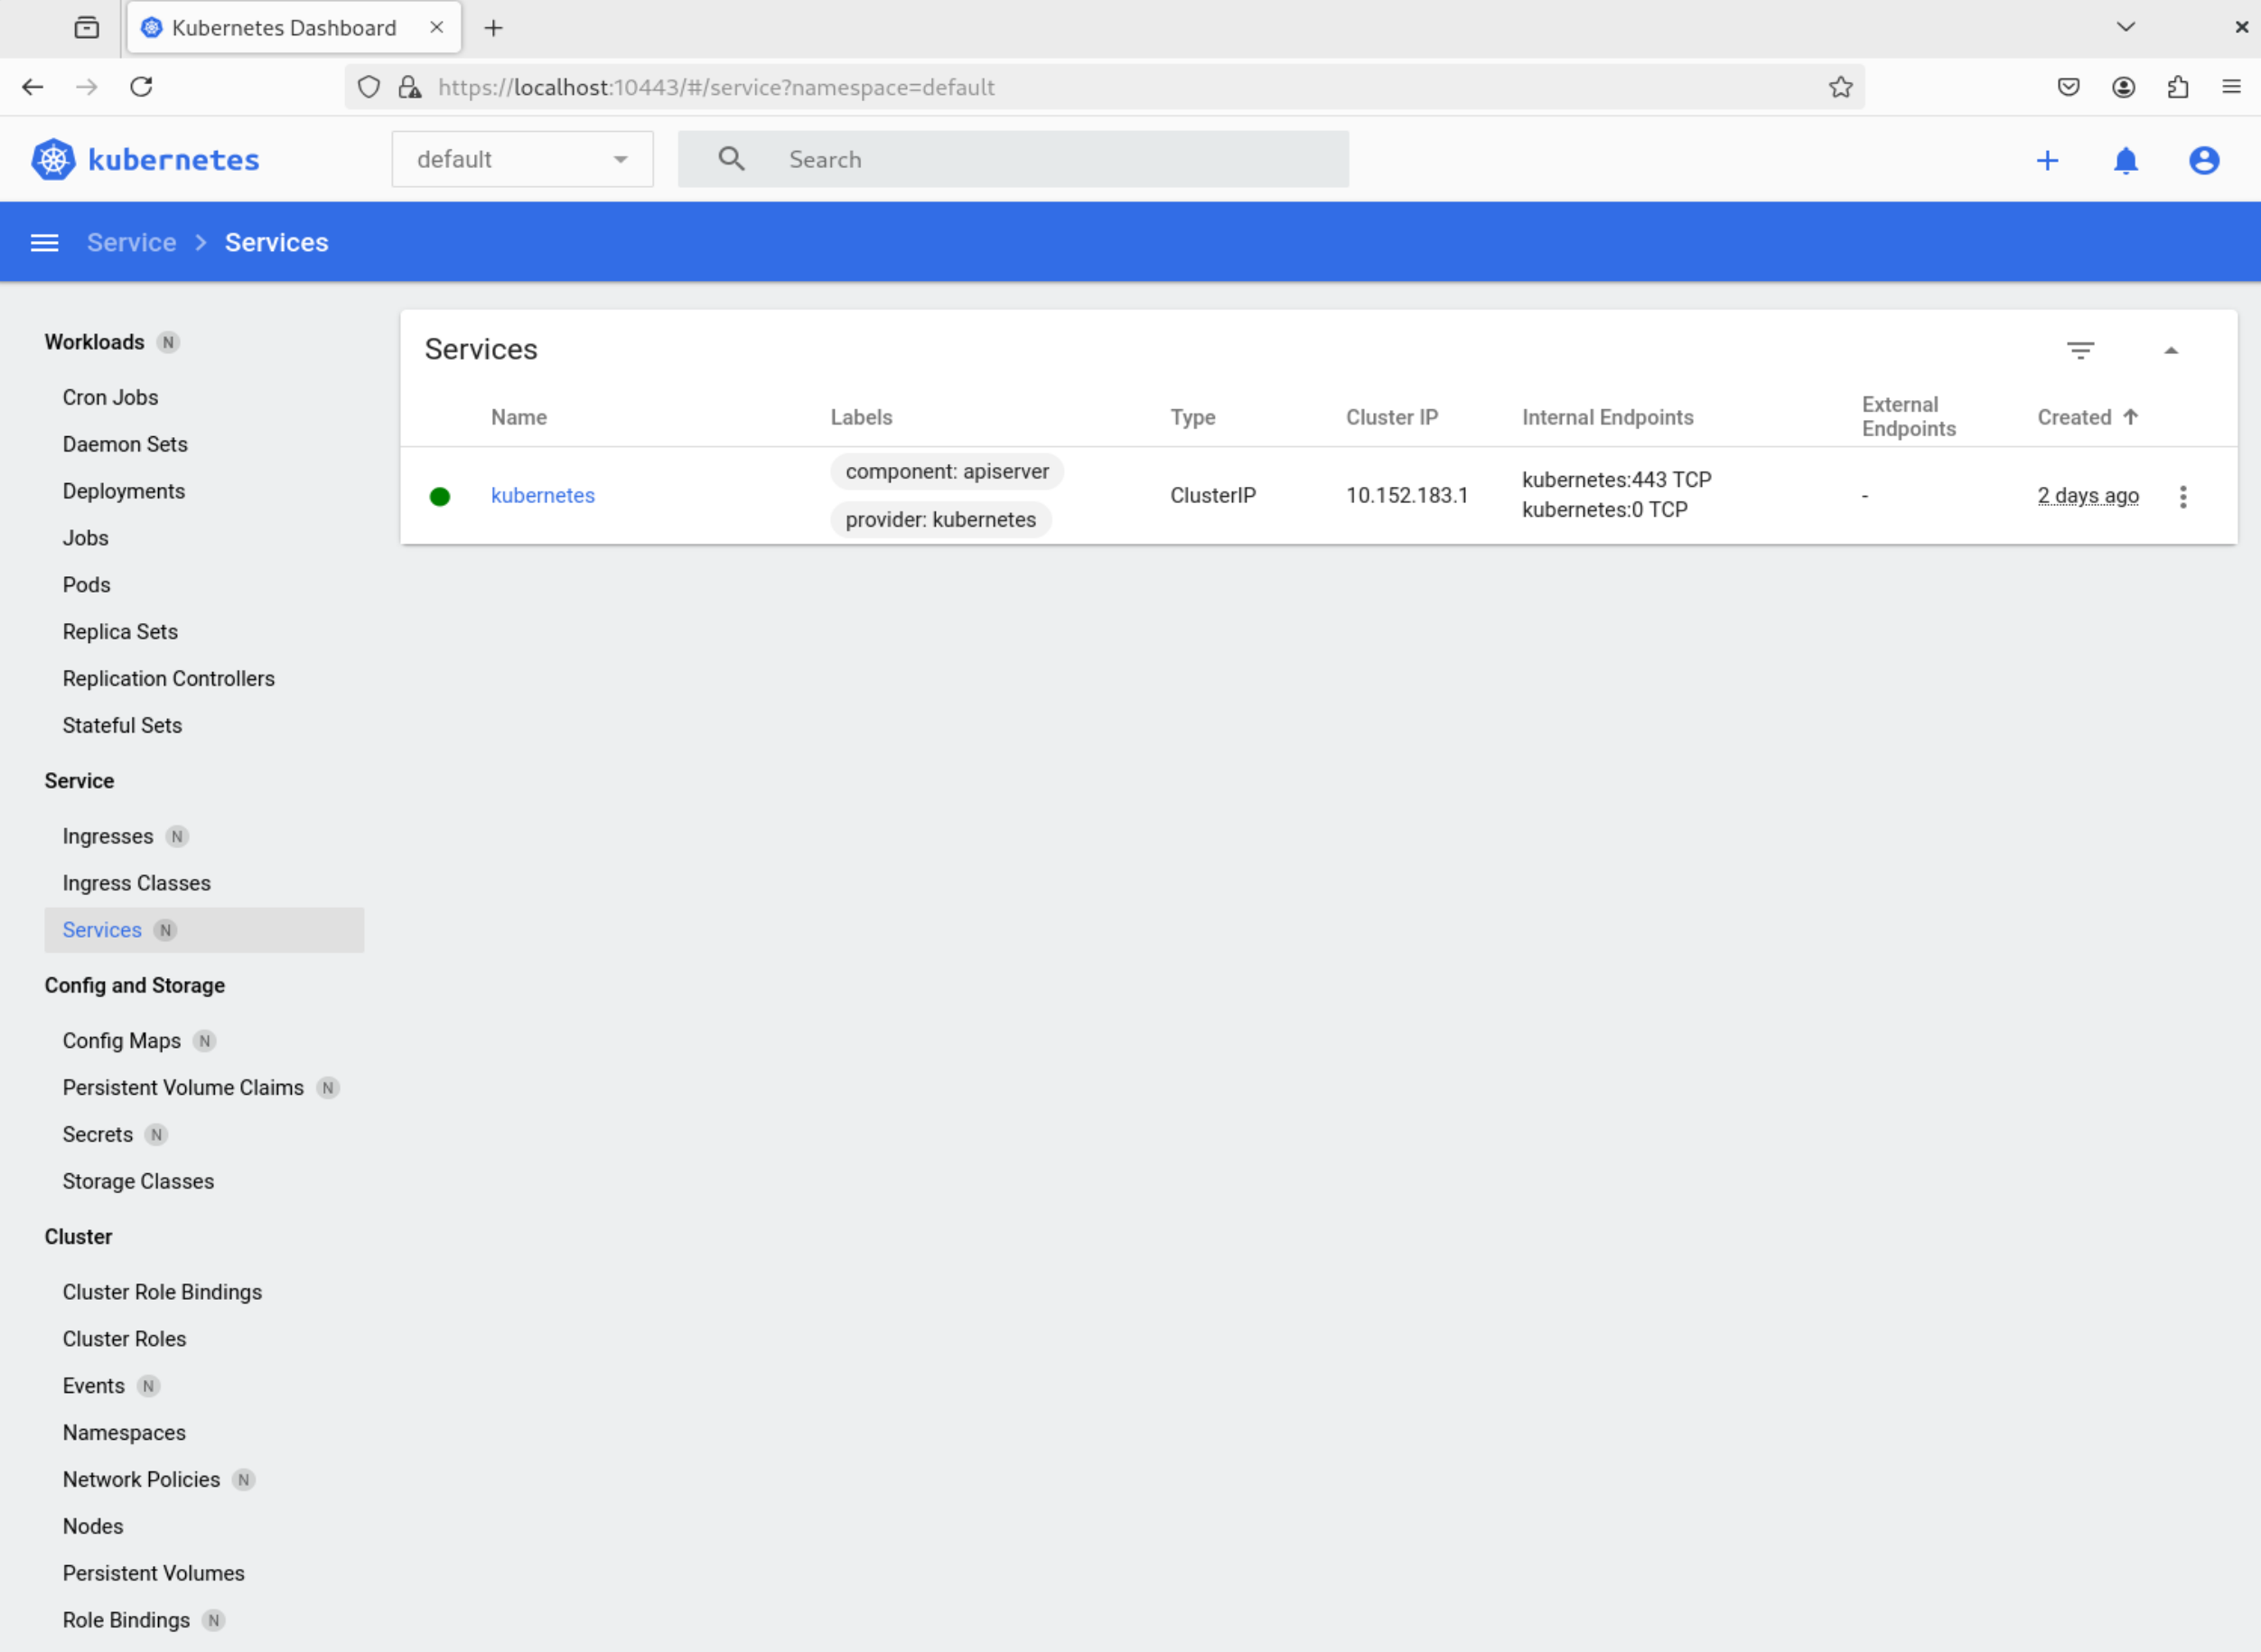 Kubernetes Dashboard
https://localhost:10443/#/service?namespace=default
kubernetes
default
Search
Service
Services
Workloads N
Cron Jobs
Daemon Sets
Deployments
Jobs
Pods
Replica Sets
Replication Controllers
Stateful Sets
Service
Ingresses N
Ingress Classes
Services N
Config and Storage
Config Maps N
Persistent Volume Claims N
Secrets N
Storage Classes
Cluster
Cluster Role Bindings
Cluster Roles
Events N
Namespaces
Network Policies N
Nodes
Persistent Volumes
Role Bindings N
Services
Name Labels Type Cluster IP Internal Endpoints External Endpoints Created
kubernetes
component: apiserver
provider: kubernetes
ClusterIP
10.152.183.1
kubernetes:443 TCP
kubernetes:0 TCP
-
2 days ago